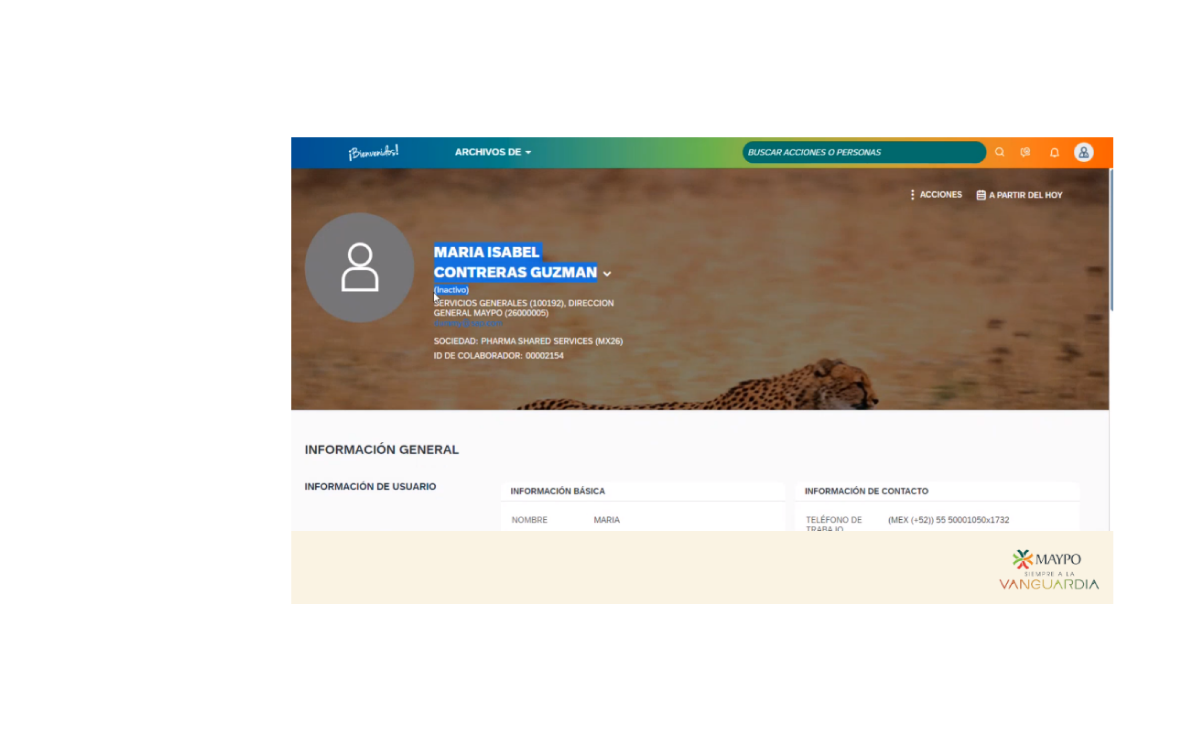 ¡Bienvenidos!
ARCHIVOS DE
BUSCAR ACCIONES O PERSONAS
ACCIONES
A PARTIR DEL HOY
MARIA ISABEL
CONTRERAS GUZMAN
(Inactivo)
SERVICIOS GENERALES (100192), DIRECCION
GENERAL MAYPO (26000005)
SOCIEDAD: PHARMA SHARED SERVICES (MX26)
ID DE COLABORADOR: 00002154
INFORMACIÓN GENERAL
INFORMACIÓN DE USUARIO
INFORMACIÓN BÁSICA
NOMBRE MARIA
INFORMACIÓN DE CONTACTO
TELÉFONO DE (MEX (+52)) 55 50001050x1732
TRABAJO
MAYPO
SIEMPRE A LA
VANGUARDIA